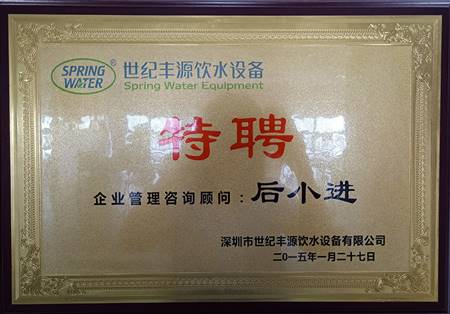 SPRING WATER ® 世纪丰源饮水设备
Spring Water Equipment
特聘
企业管理咨询顾问：后小进
深圳市世纪丰源饮水设备有限公司
二0一五年一月二十七日